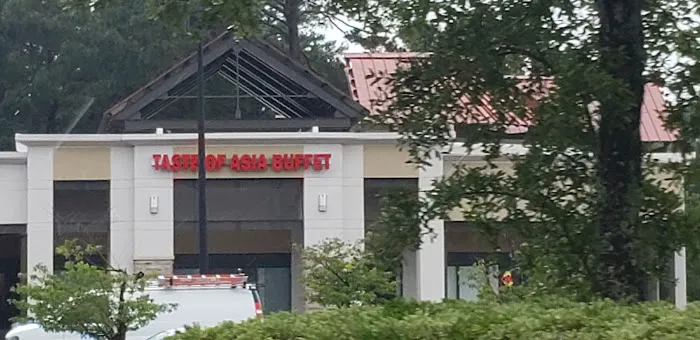 TASTE OF ASIA BUFFET